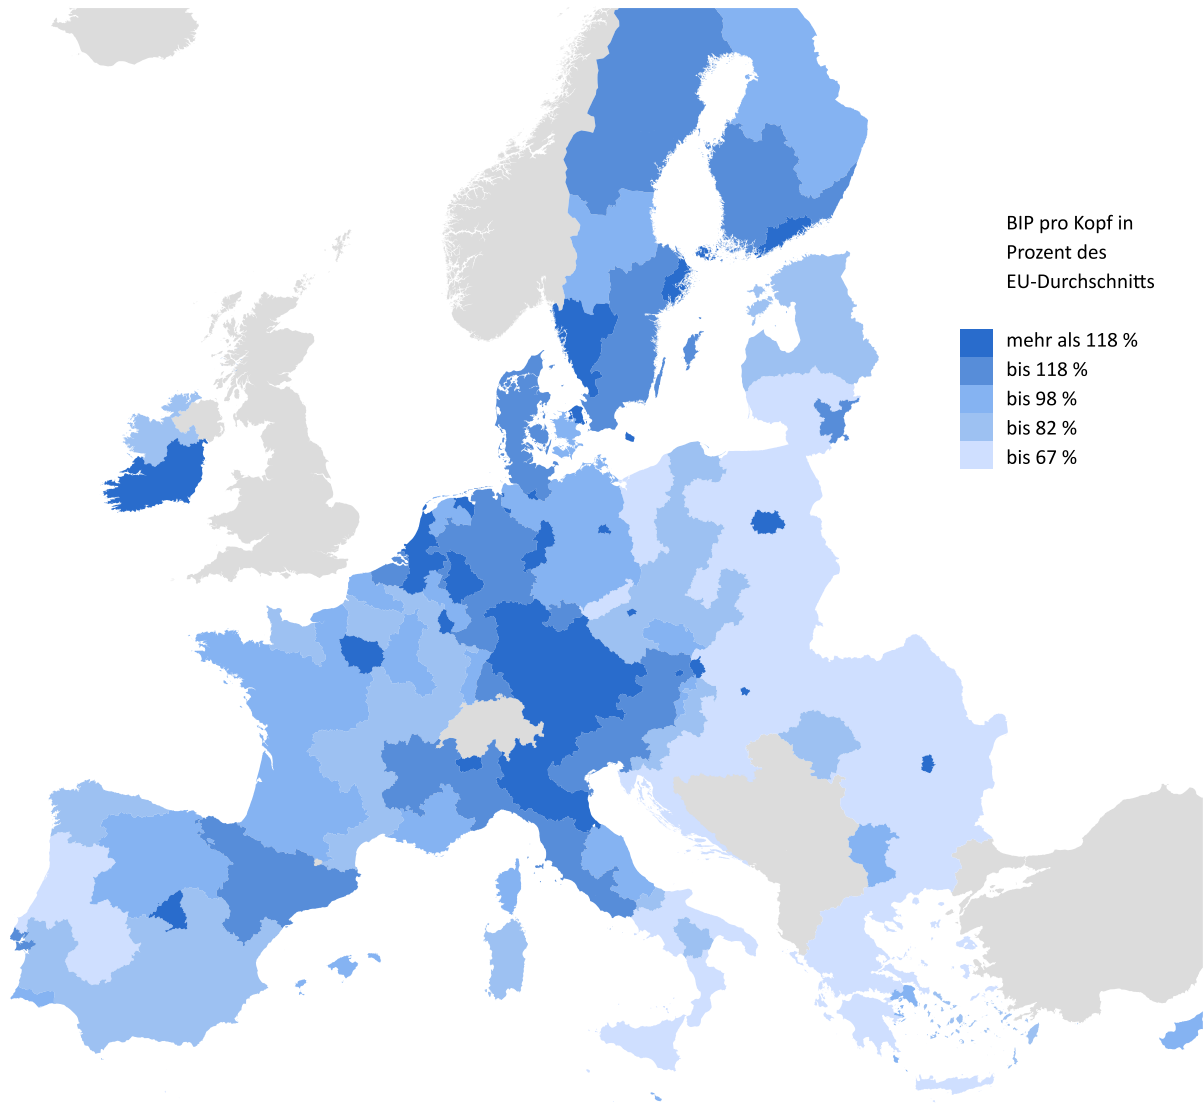 BIP pro Kopf in
Prozent des
EU-Durchschnitts
mehr als 118 %
bis 118 %
bis 98 %
bis 82 %
bis 67 %